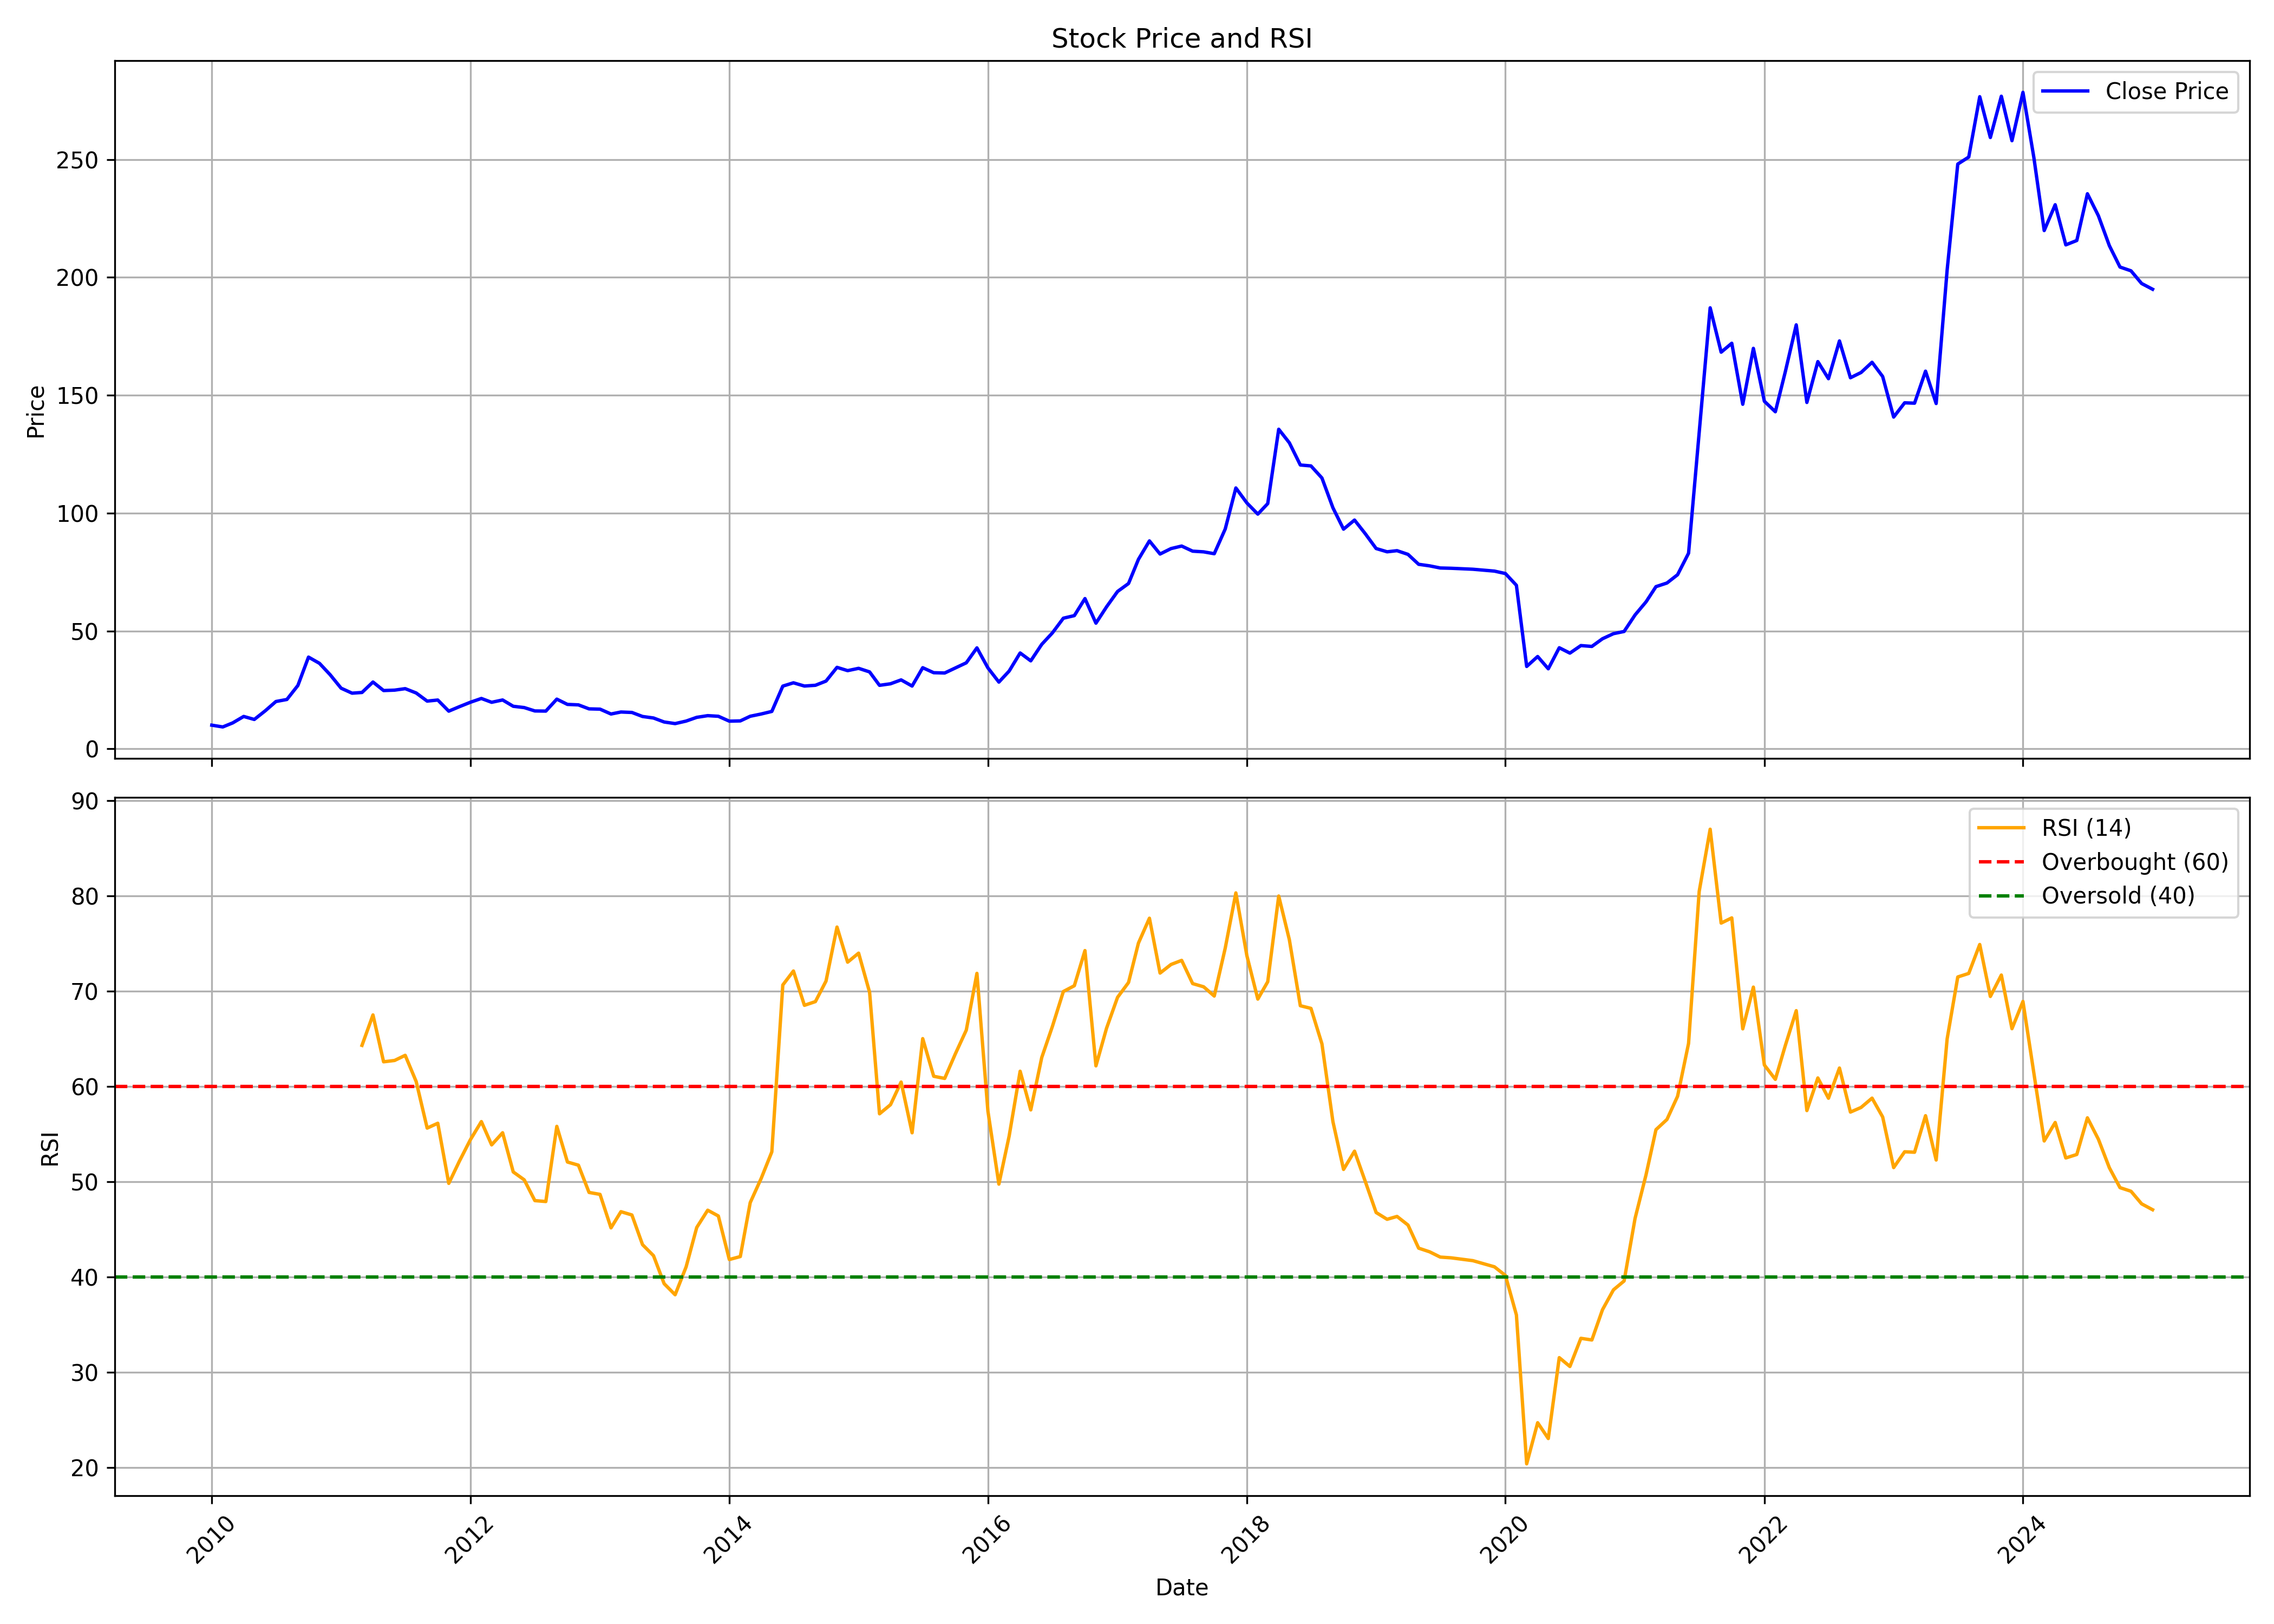 Stock Price and RSI
Close Price
Price
250
200
150
100
50
0
RSI (14)
Overbought (60)
Oversold (40)
RSI
90
80
70
60
50
40
30
20
2010
2012
2014
2016
2018
2020
2022
2024
Date